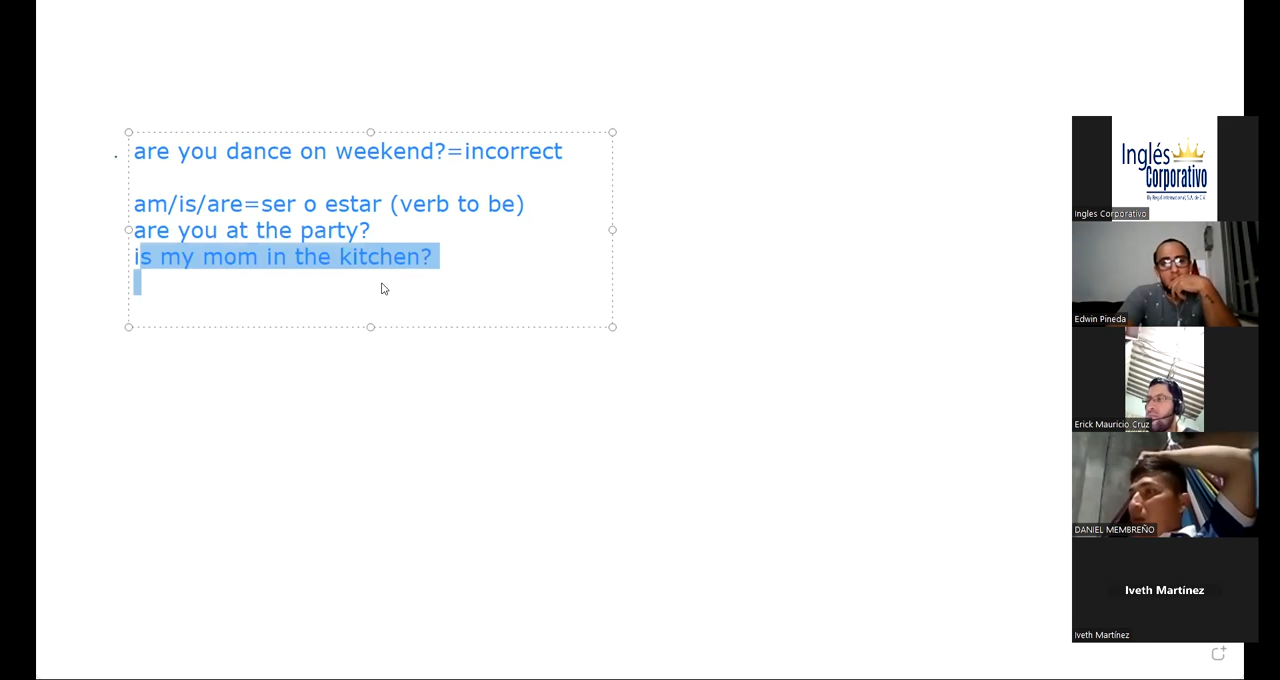 are you dance on weekend?=incorrect
am/is/are=ser o estar (verb to be)
are you at the party?
is my mom in the kitchen?
Inglés
Corporativo
Ingles Corporativo
Edwin Pineda
Erick Mauricio Cruz
DANIEL MEMBREÑO
Iveth Martínez
Iveth Martínez